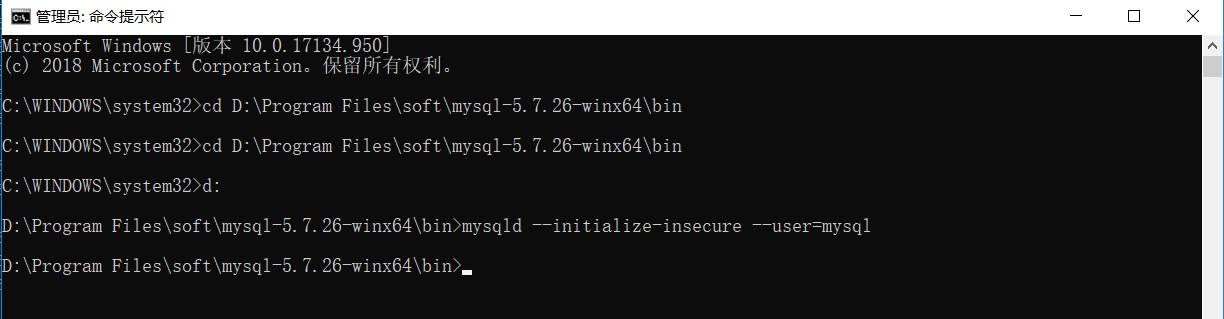 管理员: 命令提示符
Microsoft Windows [版本 10.0.17134.950]
(c) 2018 Microsoft Corporation。保留所有权利。
C:\WINDOWS\system32>cd D:\Program Files\soft\mysql-5.7.26-winx64\bin
C:\WINDOWS\system32>cd D:\Program Files\soft\mysql-5.7.26-winx64\bin
C:\WINDOWS\system32>d:
D:\Program Files\soft\mysql-5.7.26-winx64\bin>mysqld --initialize-insecure --user=mysql
D:\Program Files\soft\mysql-5.7.26-winx64\bin>